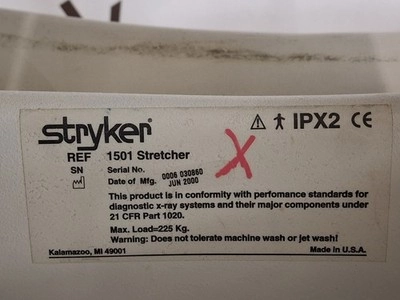 stryker
IPX2 CE
REF 1501 Stretcher
SN Serial No. 0006 030860
Date of Mfg. JUN 2000
This product is in conformity with perfomance standards for
diagnostic x-ray systems and their major components under
21 CFR Part 1020.
Max. Load=225 Kg.
Warning: Does not tolerate machine wash or jet wash!
Kalamazoo, MI 49001 Made in U.S.A.